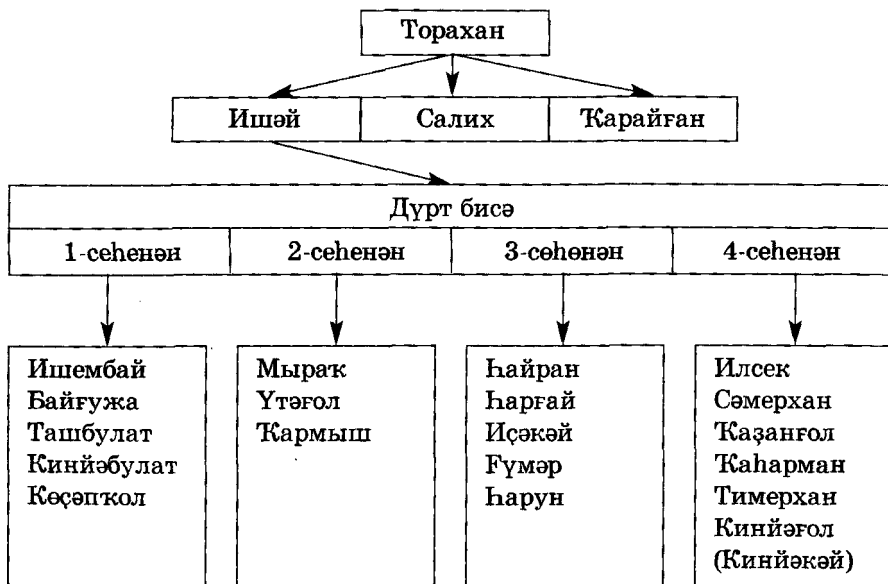 Торахан
Ишәй Салих Ҡарайған
Дүрт бисә
1-сеһенән 2-сеһенән 3-сөһөнән 4-сеһенән
Ишембай
Байғужа
Ташбулат
Кинйәбулат
Көҫәпҡол
Мыраҡ
Үтәғол
Ҡармыш
Һайран
Һарғай
Иҫәкәй
Ғүмәр
Һарун
Илсек
Сәмерхан
Ҡаҙанғол
Ҡаһарман
Тимерхан
Кинйәғол
(Кинйәкәй)